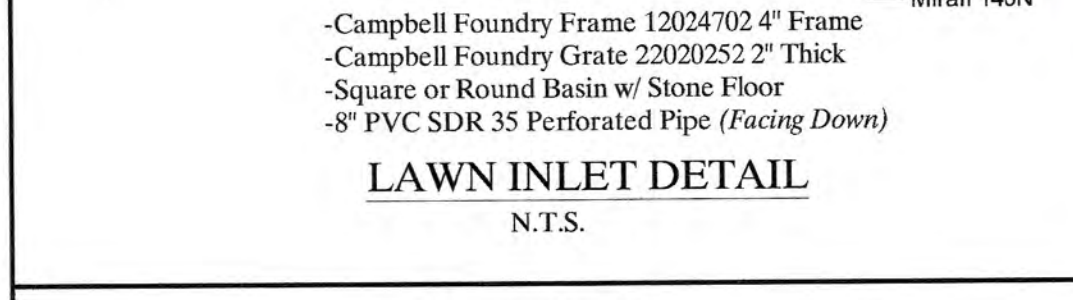 -Campbell Foundry Frame 12024702 4" Frame
-Campbell Foundry Grate 22020252 2" Thick
-Square or Round Basin w/ Stone Floor
-8" PVC SDR 35 Perforated Pipe (Facing Down)
LAWN INLET DETAIL
N.T.S.